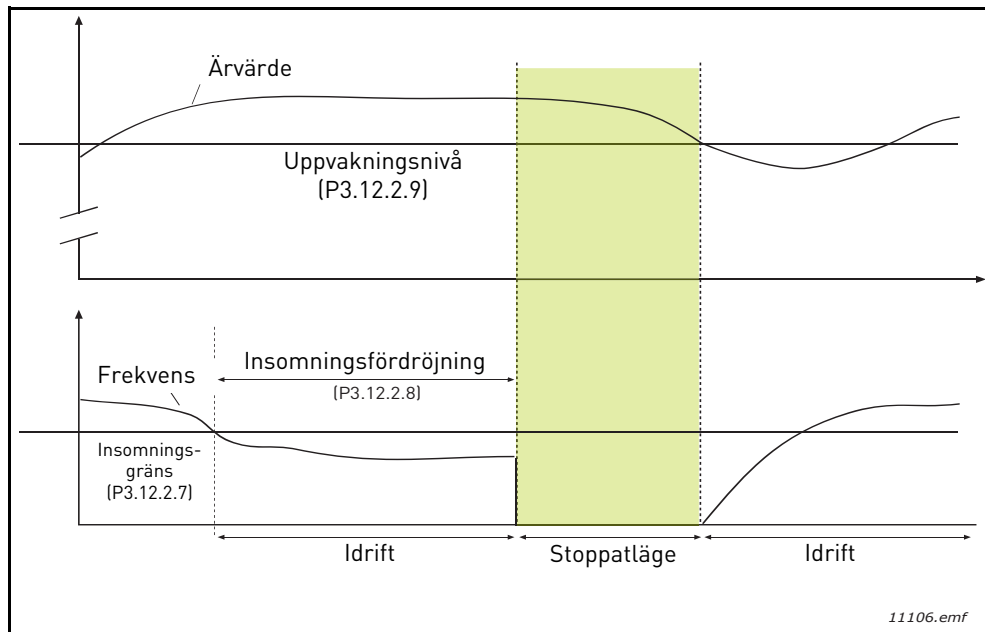 Ärvärde
Uppvakningsnivå
(P3.12.2.9)
Insomningsfördröjning
(P3.12.2.8)
Frekvens
Insomnings-
gräns
(P3.12.2.7)
Idrift
Stoppatläge
Idrift
11106.emf